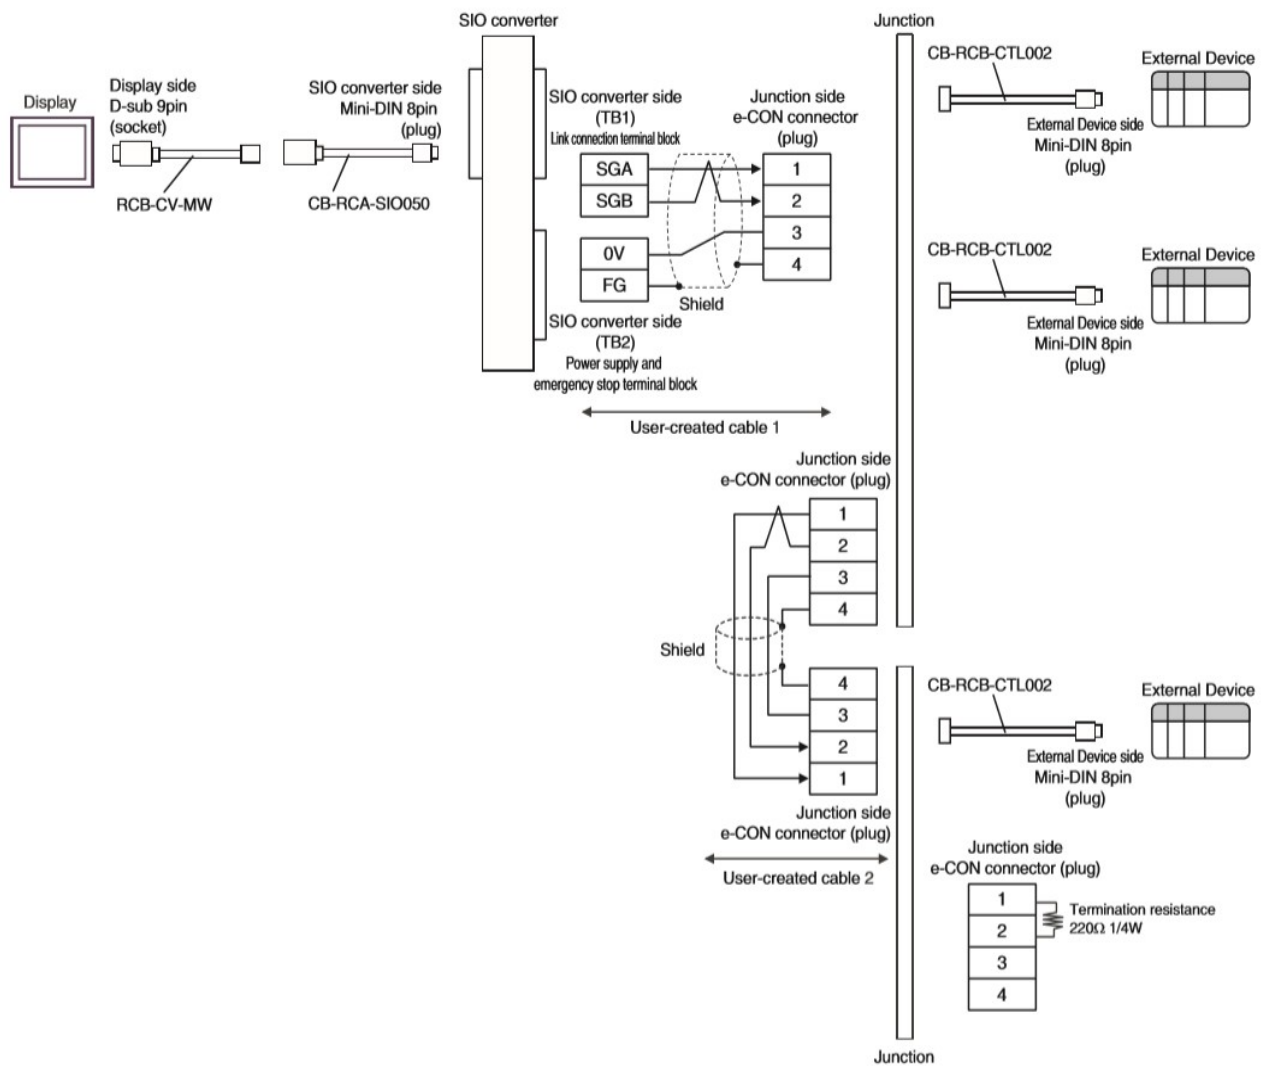 SIO converter
Junction
Display
Display side
D-sub 9pin
(socket)
RCB-CV-MW
SIO converter side
Mini-DIN 8pin
(plug)
CB-RCA-SIO050
SIO converter side
(TB1)
Link connection terminal block
SGA
SGB
0V
FG
Shield
SIO converter side
(TB2)
Power supply and
emergency stop terminal block
User-created cable 1
Junction side
e-CON connector
(plug)
1
2
3
4
CB-RCB-CTL002
External Device
External Device side
Mini-DIN 8pin
(plug)
CB-RCB-CTL002
External Device
External Device side
Mini-DIN 8pin
(plug)
Junction side
e-CON connector (plug)
1
2
3
4
Shield
4
3
2
1
Junction side
e-CON connector (plug)
User-created cable 2
CB-RCB-CTL002
External Device
External Device side
Mini-DIN 8pin
(plug)
Junction side
e-CON connector (plug)
1
2
3
4
Termination resistance
220Ω 1/4W
Junction